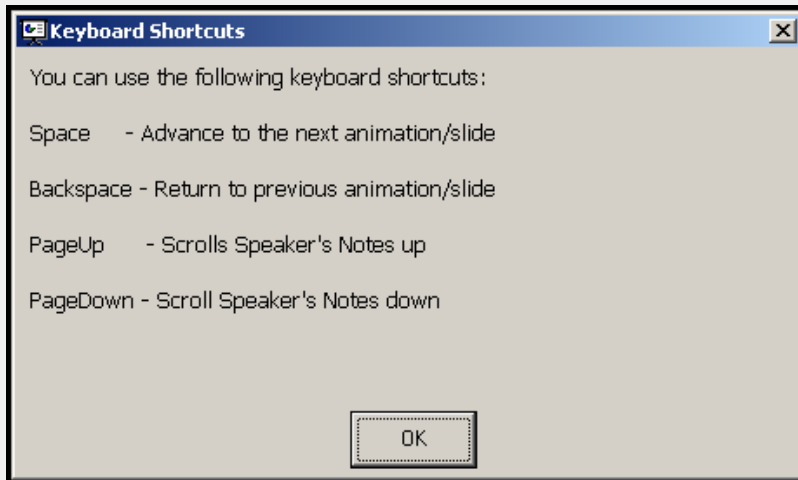 Keyboard Shortcuts
You can use the following keyboard shortcuts:
Space - Advance to the next animation/slide
Backspace - Return to previous animation/slide
PageUp - Scrolls Speaker's Notes up
PageDown - Scroll Speaker's Notes down
OK